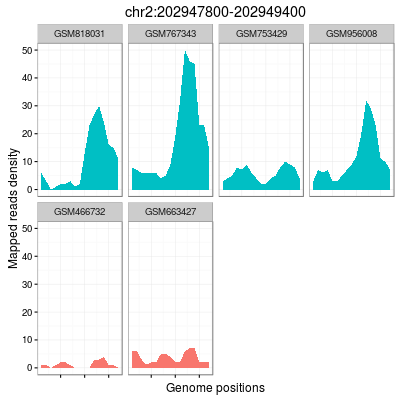 chr2:202947800-202949400
GSM818031 GSM767343 GSM753429 GSM956008
50
40
30
20
10
0
Mapped reads density
GSM466732 GSM663427
50
40
30
20
10
0
Genome positions